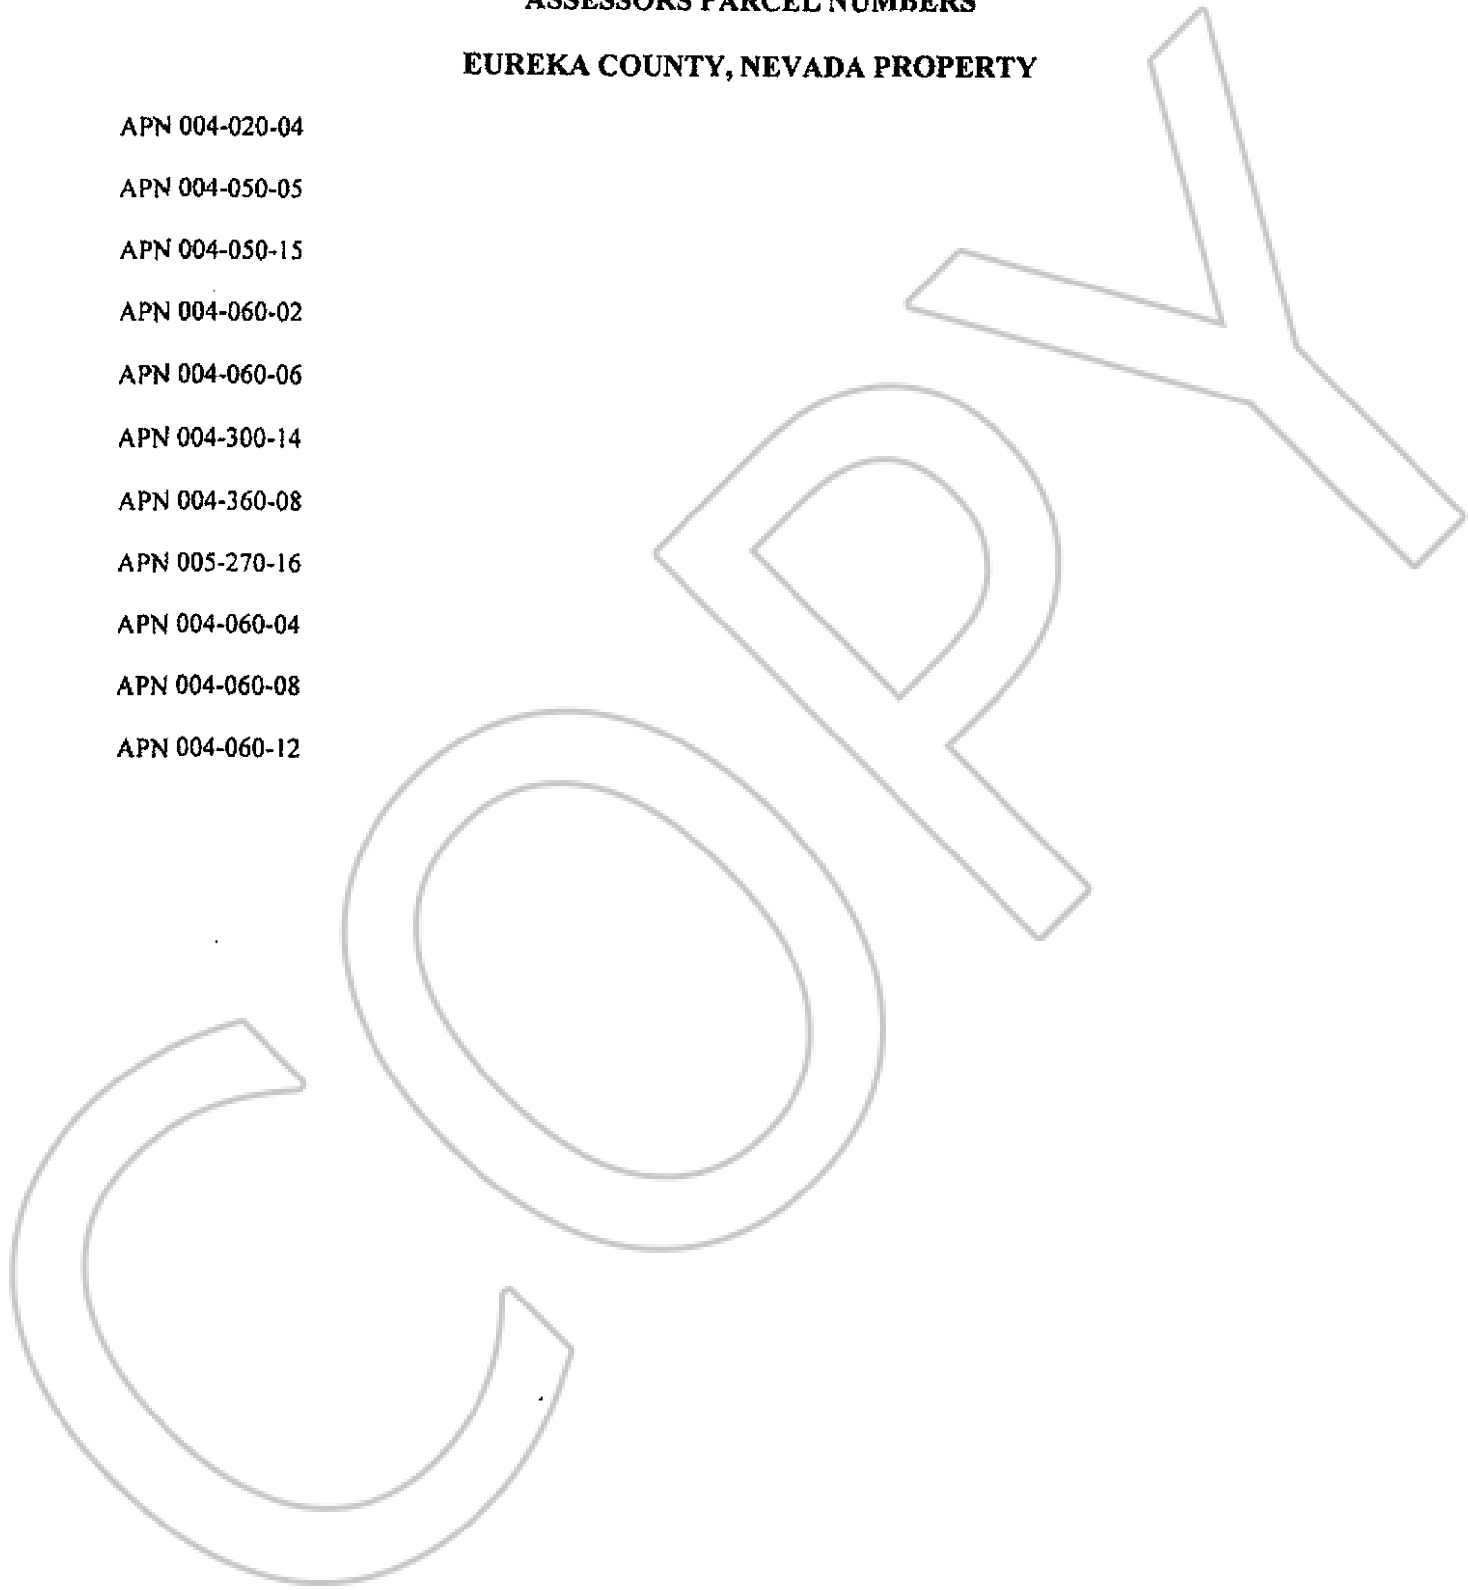 ASSESSORS PARCEL NUMBERS
EUREKA COUNTY, NEVADA PROPERTY
APN 004-020-04
APN 004-050-05
APN 004-050-15
APN 004-060-02
APN 004-060-06
APN 004-300-14
APN 004-360-08
APN 005-270-16
APN 004-060-04
APN 004-060-08
APN 004-060-12
COPY